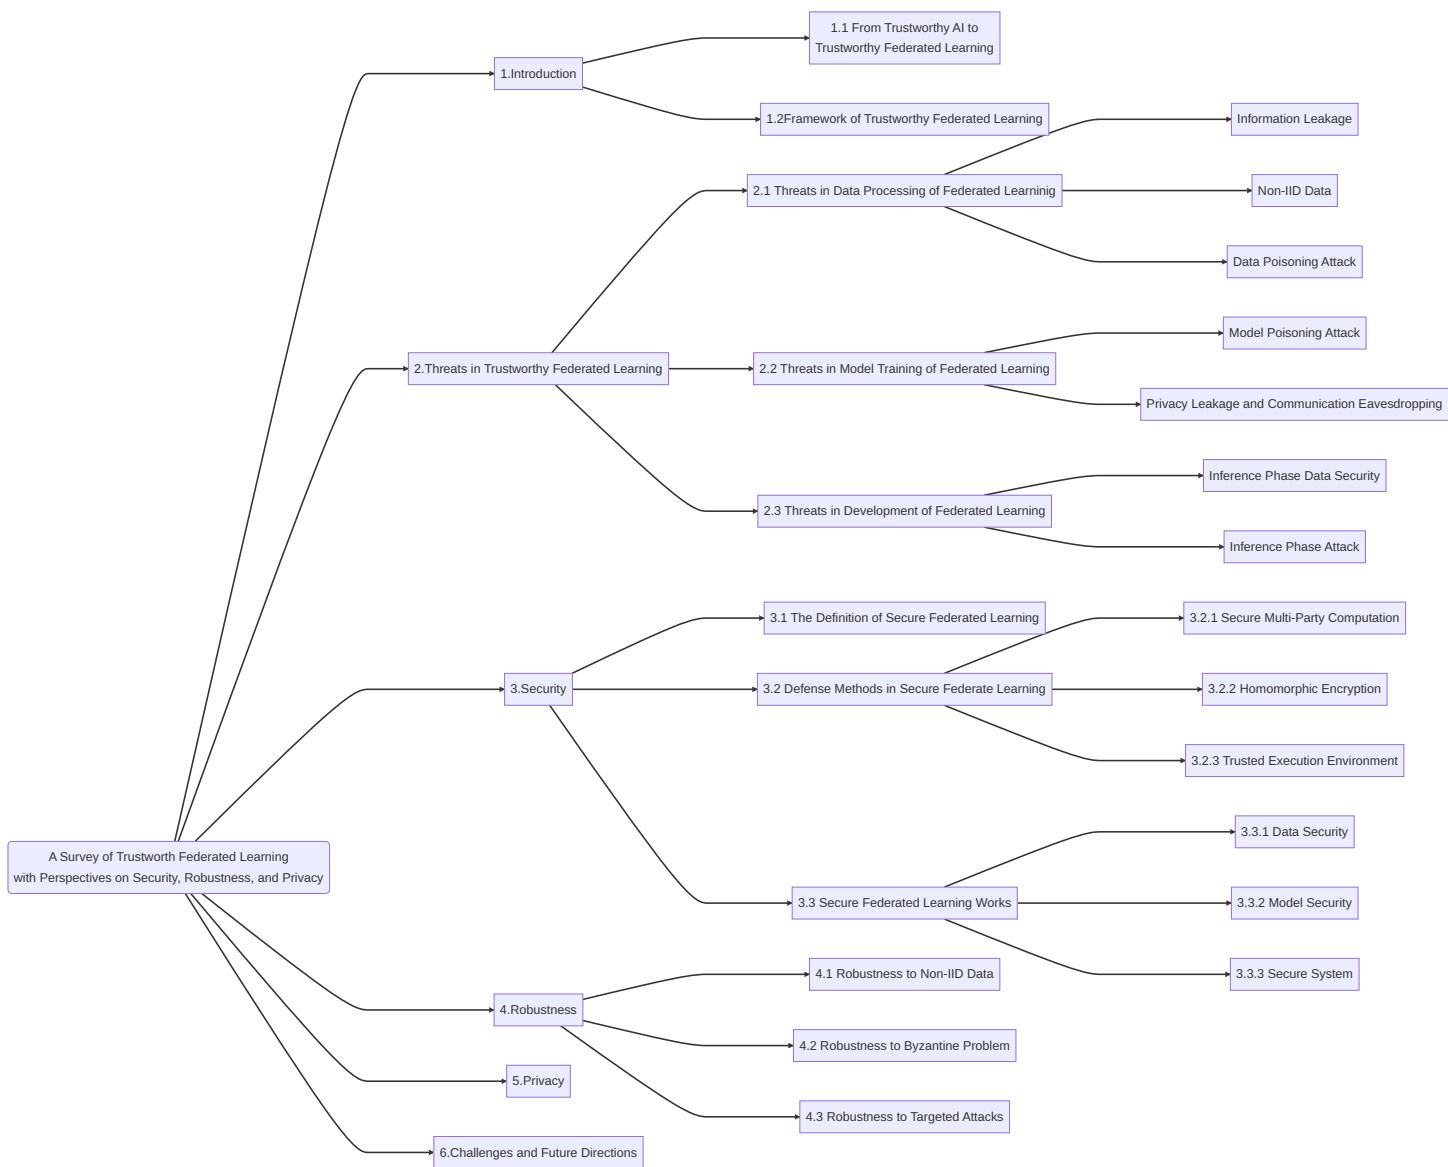 A Survey of Trustworth Federated Learning
with Perspectives on Security, Robustness, and Privacy
1.Introduction
1.1 From Trustworthy AI to
Trustworthy Federated Learning
1.2Framework of Trustworthy Federated Learning
2.Threats in Trustworthy Federated Learning
2.1 Threats in Data Processing of Federated Learninig
Information Leakage
Non-IID Data
Data Poisoning Attack
2.2 Threats in Model Training of Federated Learning
Model Poisoning Attack
Privacy Leakage and Communication Eavesdropping
2.3 Threats in Development of Federated Learning
Inference Phase Data Security
Inference Phase Attack
3.Security
3.1 The Definition of Secure Federated Learning
3.2 Defense Methods in Secure Federate Learning
3.2.1 Secure Multi-Party Computation
3.2.2 Homomorphic Encryption
3.2.3 Trusted Execution Environment
3.3 Secure Federated Learning Works
3.3.1 Data Security
3.3.2 Model Security
3.3.3 Secure System
4.Robustness
4.1 Robustness to Non-IID Data
4.2 Robustness to Byzantine Problem
4.3 Robustness to Targeted Attacks
5.Privacy
6.Challenges and Future Directions